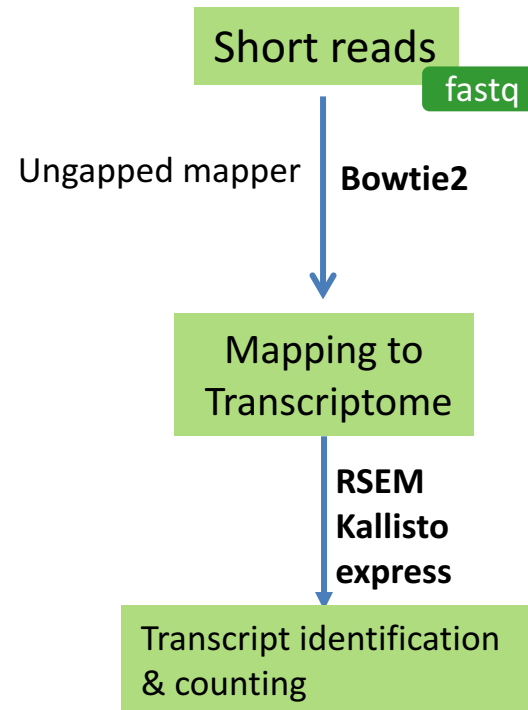 Short reads
fastq
Ungapped mapper
Bowtie2
Mapping to
Transcriptome
RSEM
Kallisto
express
Transcript identification
& counting